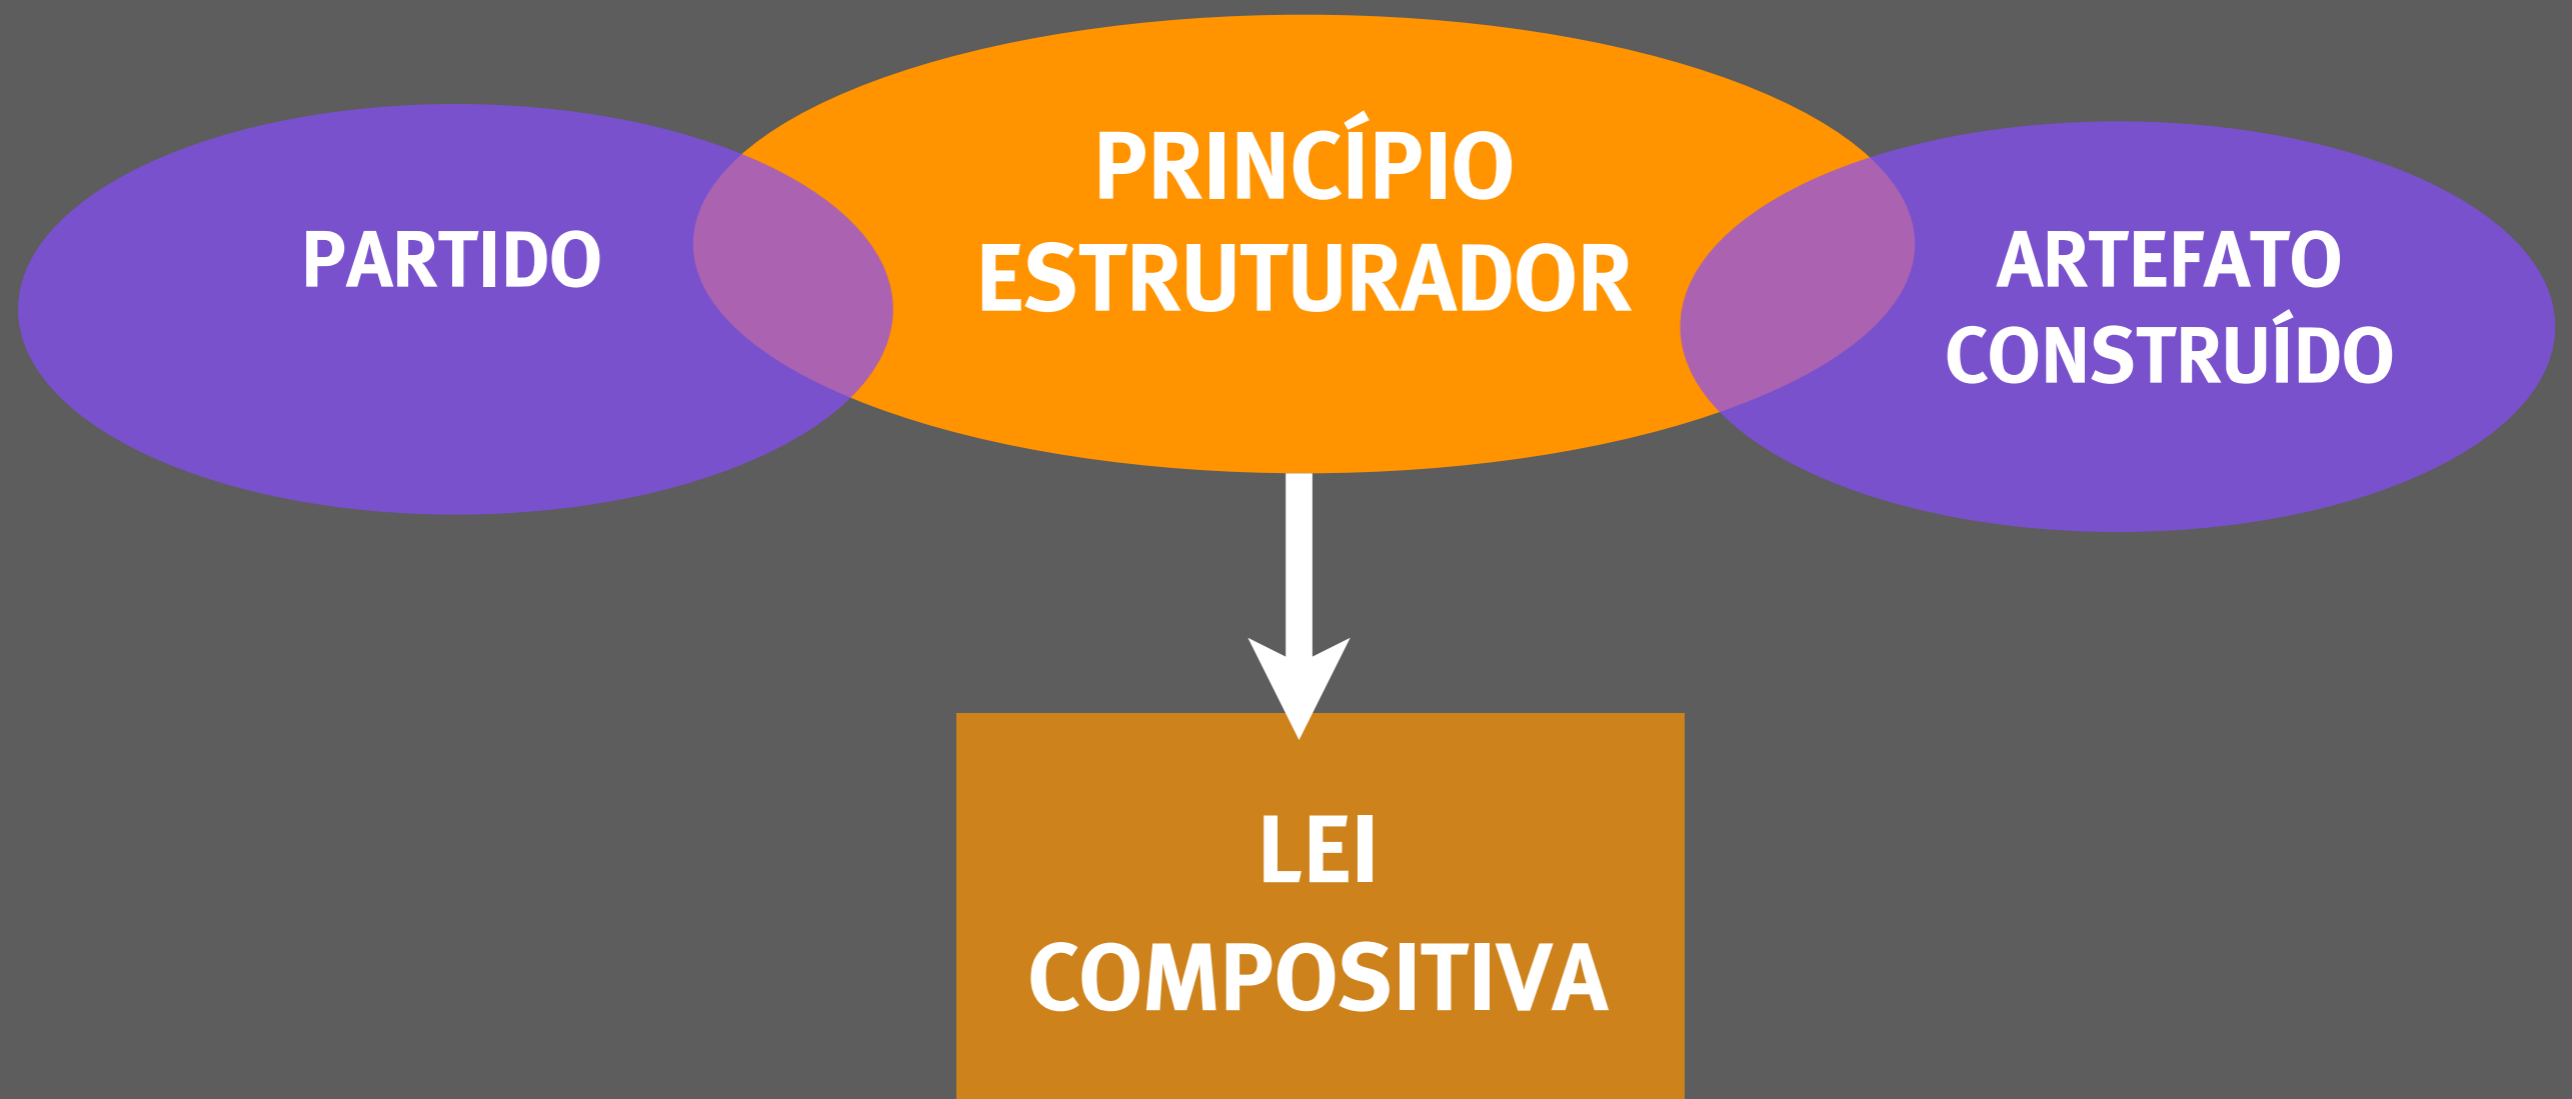 PARTIDO
PRINCÍPIO
ESTRUTURADOR
ARTEFATO
CONSTRUÍDO
LEI
COMPOSITIVA